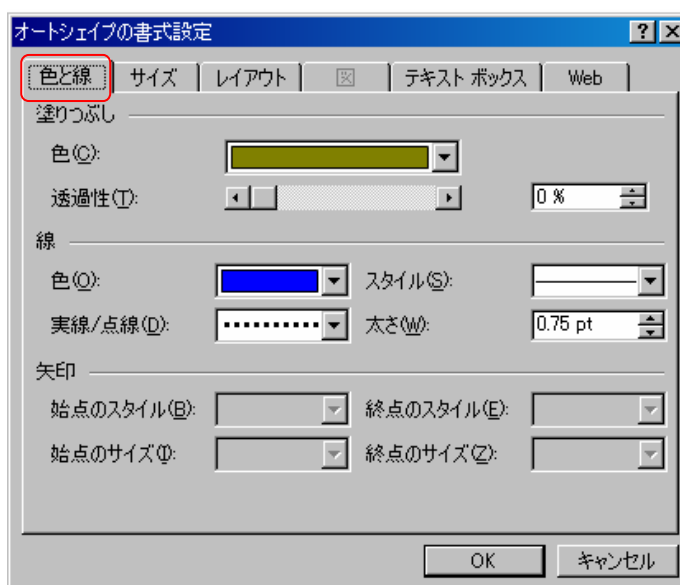 オートシェイプの書式設定
色と線 サイズ レイアウト 図 テキスト ボックス Web
塗りつぶし
色(C):
透過性(T): 0 %
線
色(O): スタイル(S):
実線/点線(D): 太さ(W): 0.75 pt
矢印
始点のスタイル(B): 終点のスタイル(E):
始点のサイズ(I): 終点のサイズ(Z):
OK キャンセル